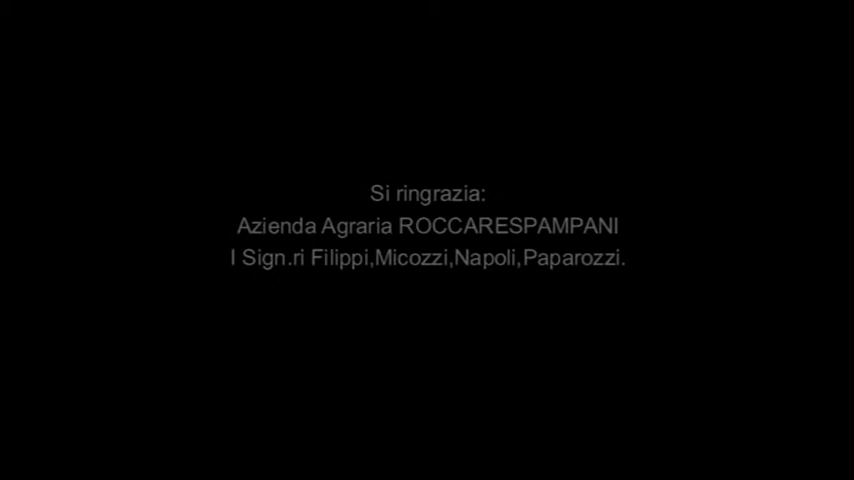 Si ringrazia:
Azienda Agraria ROCCARESPAMPANI
I Sign.ri Filippi,Micozzi,Napoli,Paparozzi.